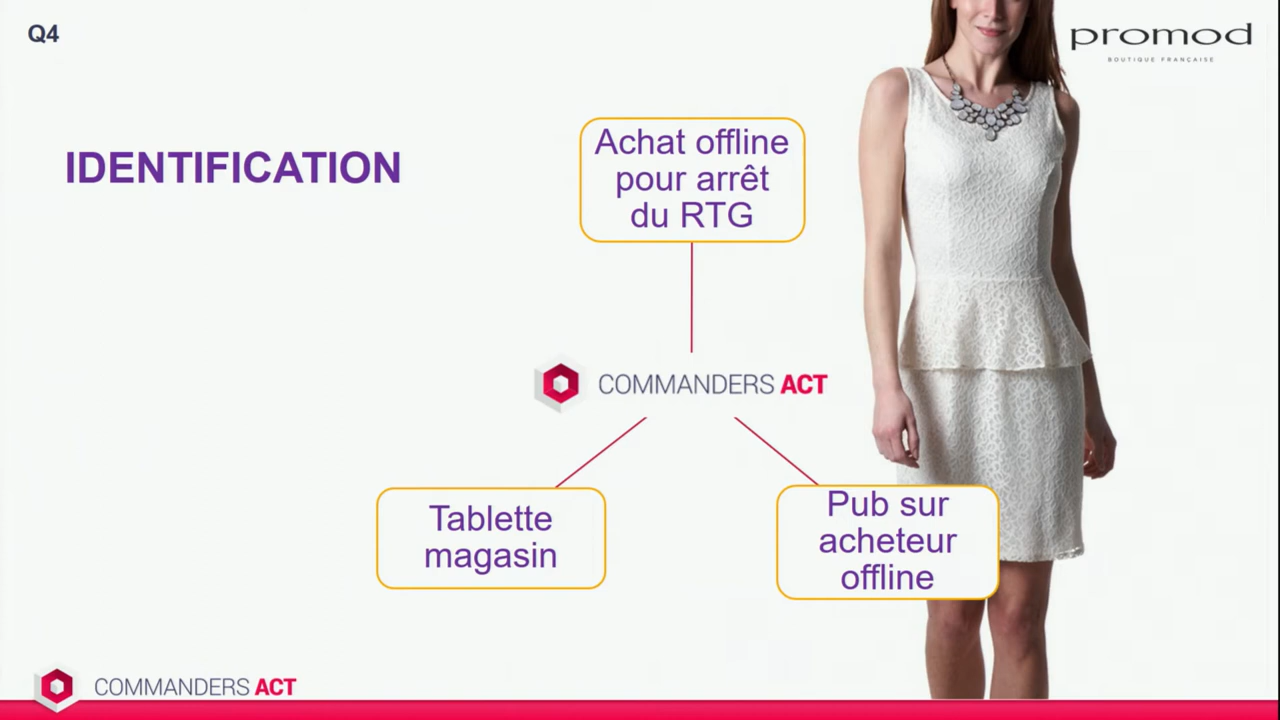 Q4
promod
BOUTIQUE FRANCAISE
IDENTIFICATION
Achat offline
pour arrêt
du RTG
COMMANDERS ACT
Tablette
magasin
Pub sur
acheteur
offline
COMMANDERS ACT